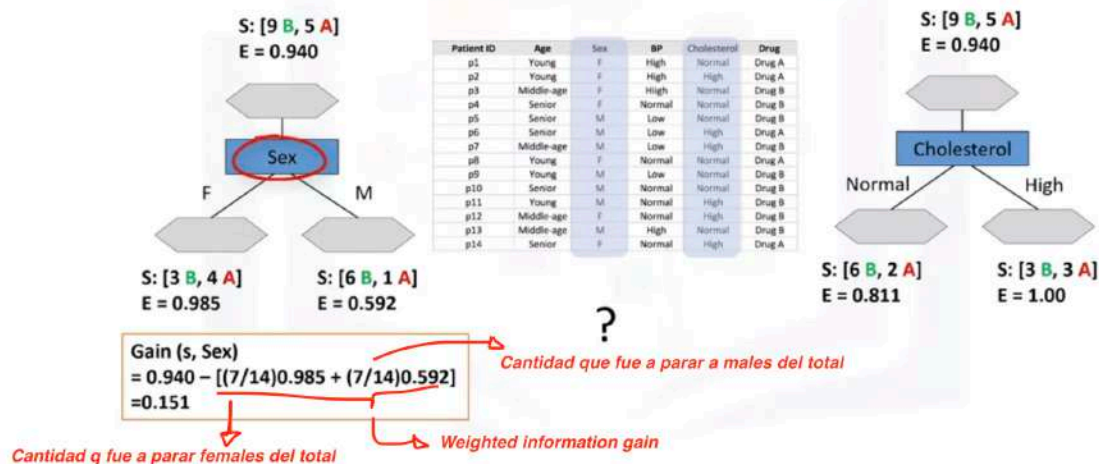 S: [9 B, 5 A]
E = 0.940
Sex
F
M
S: [3 B, 4 A]
E = 0.985
S: [6 B, 1 A]
E = 0.592
Patient ID Age Sex BP Cholesterol Drug
p1 Young F High Normal Drug A
p2 Young F High High Drug A
p3 Middle-age F Hiigh Normal Drug B
p4 Senior F Normal Normal Drug B
p5 Senior M Low Normal Drug B
p6 Senior M Low High Drug A
p7 Middle-age M Low High Drug B
p8 Young F Normal Normal Drug A
p9 Young M Low Normal Drug B
p10 Senior M Normal Normal Drug B
p11 Young M Normal High Drug B
p12 Middle-age F Normal High Drug B
p13 Middle-age M High Normal Drug B
p14 Senior F Normal High Drug A
S: [9 B, 5 A]
E = 0.940
Cholesterol
Normal
High
S: [6 B, 2 A]
E = 0.811
S: [3 B, 3 A]
E = 1.00
?
Gain (s, Sex)
= 0.940 – [(7/14)0.985 + (7/14)0.592]
=0.151
Cantidad que fue a parar a males del total
Weighted information gain
Cantidad q fue a parar females del total